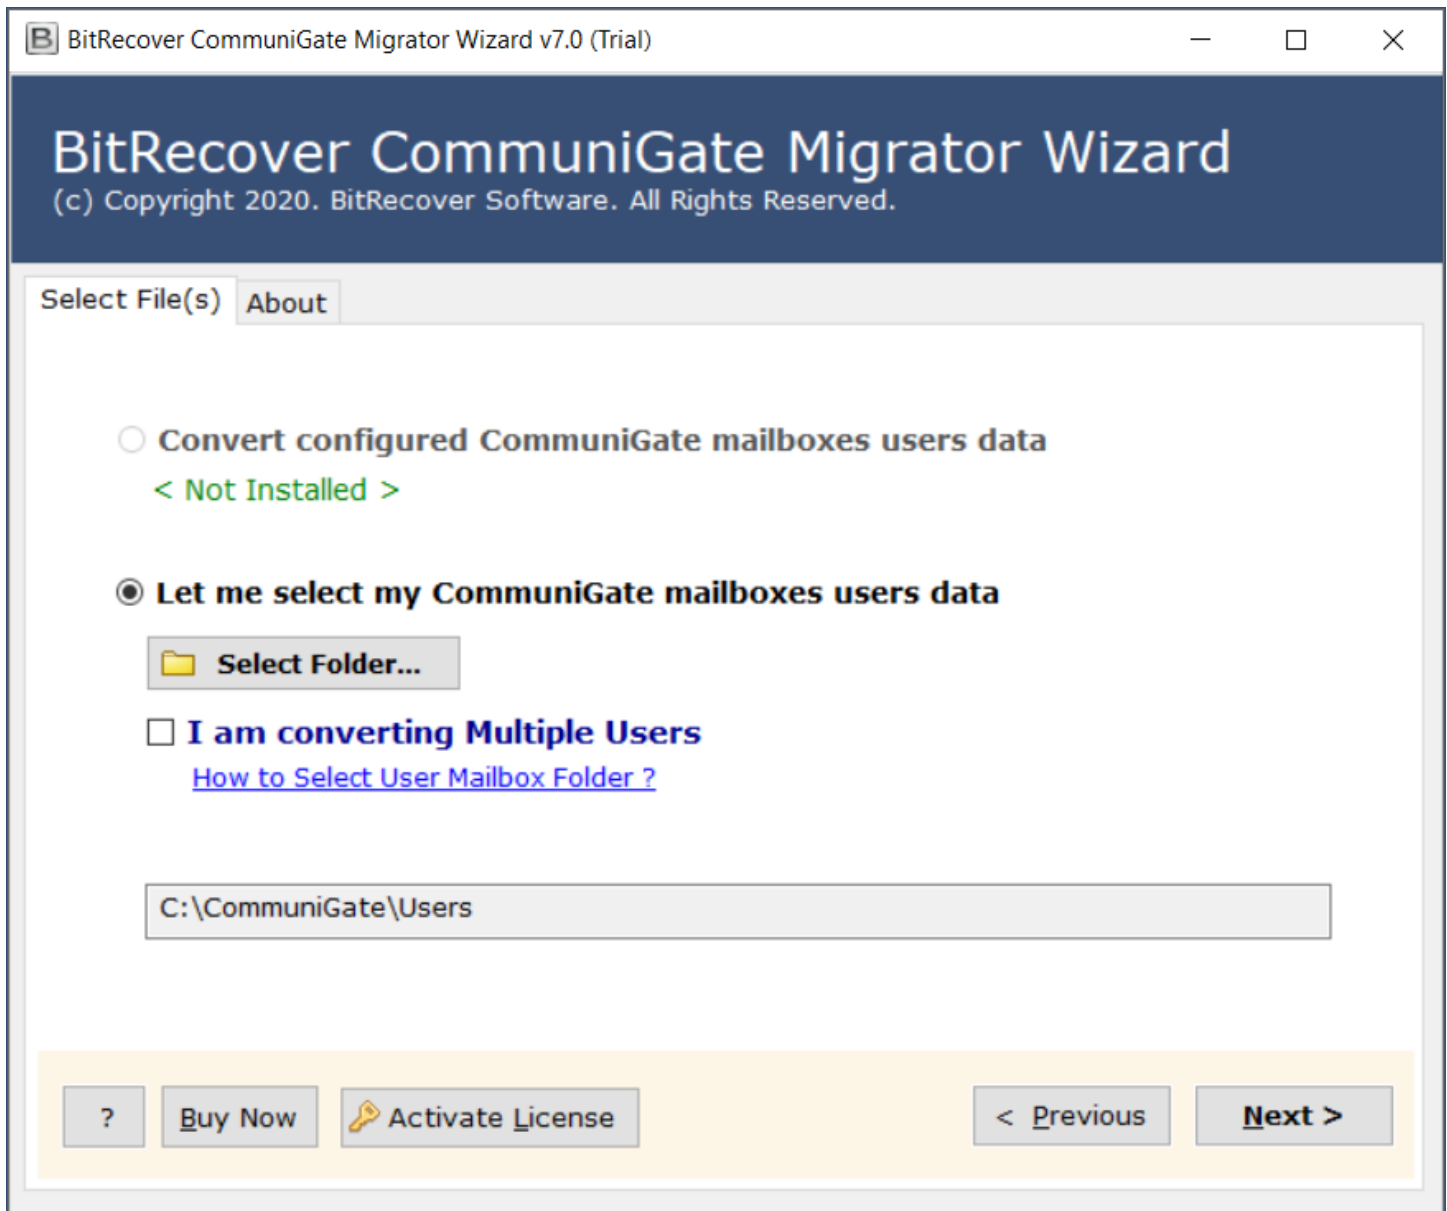 BitRecover CommuniGate Migrator Wizard v7.0 (Trial)
BitRecover CommuniGate Migrator Wizard
(c) Copyright 2020. BitRecover Software. All Rights Reserved.
Select File(s) About
Convert configured CommuniGate mailboxes users data
< Not Installed >
Let me select my CommuniGate mailboxes users data
Select Folder...
I am converting Multiple Users
How to Select User Mailbox Folder ?
C:\CommuniGate\Users
? Buy Now Activate License < Previous Next >